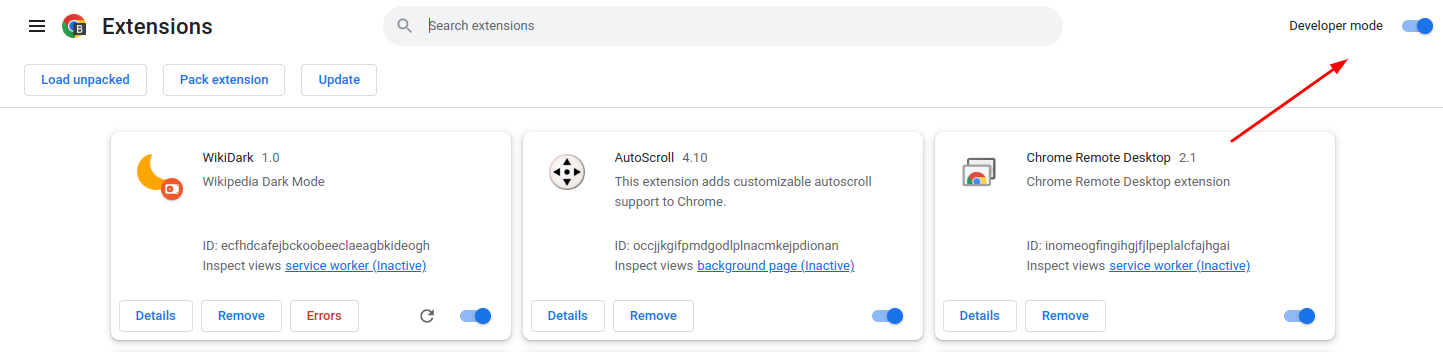 Extensions
Search extensions
Developer mode
Load unpacked
Pack extension
Update
WikiDark 1.0
Wikipedia Dark Mode
ID: ecfhdcafejbckoobeeclaeagbkideogh
Inspect views service worker (Inactive)
Details
Remove
Errors
AutoScroll 4.10
This extension adds customizable autoscroll
support to Chrome.
ID: occjjkgifpmdgodlplnacmkejpdionan
Inspect views background page (Inactive)
Details
Remove
Chrome Remote Desktop 2.1
Chrome Remote Desktop extension
ID: inomeogfingihgjfjlpeplalcfajhgai
Inspect views service worker (Inactive)
Details
Remove